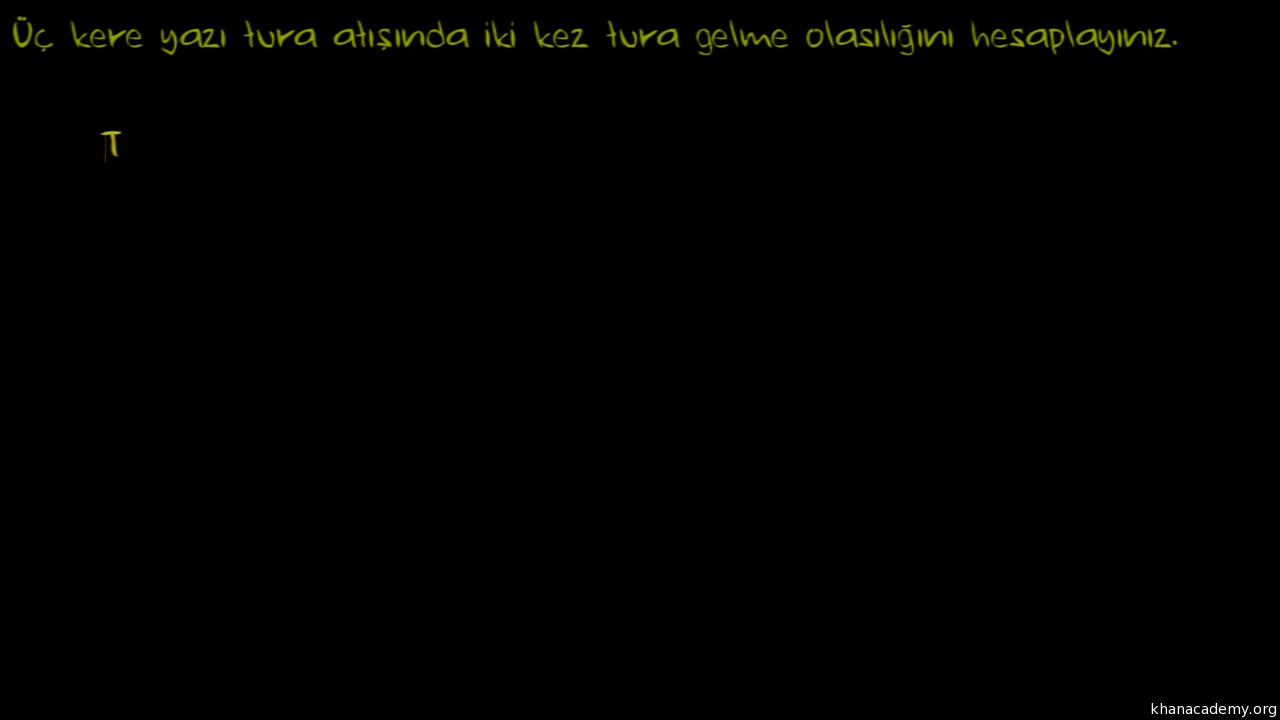 Üç kere yazı tura atışında iki kez tura gelme olasılığını hesaplayınız.
T
khanacademy.org